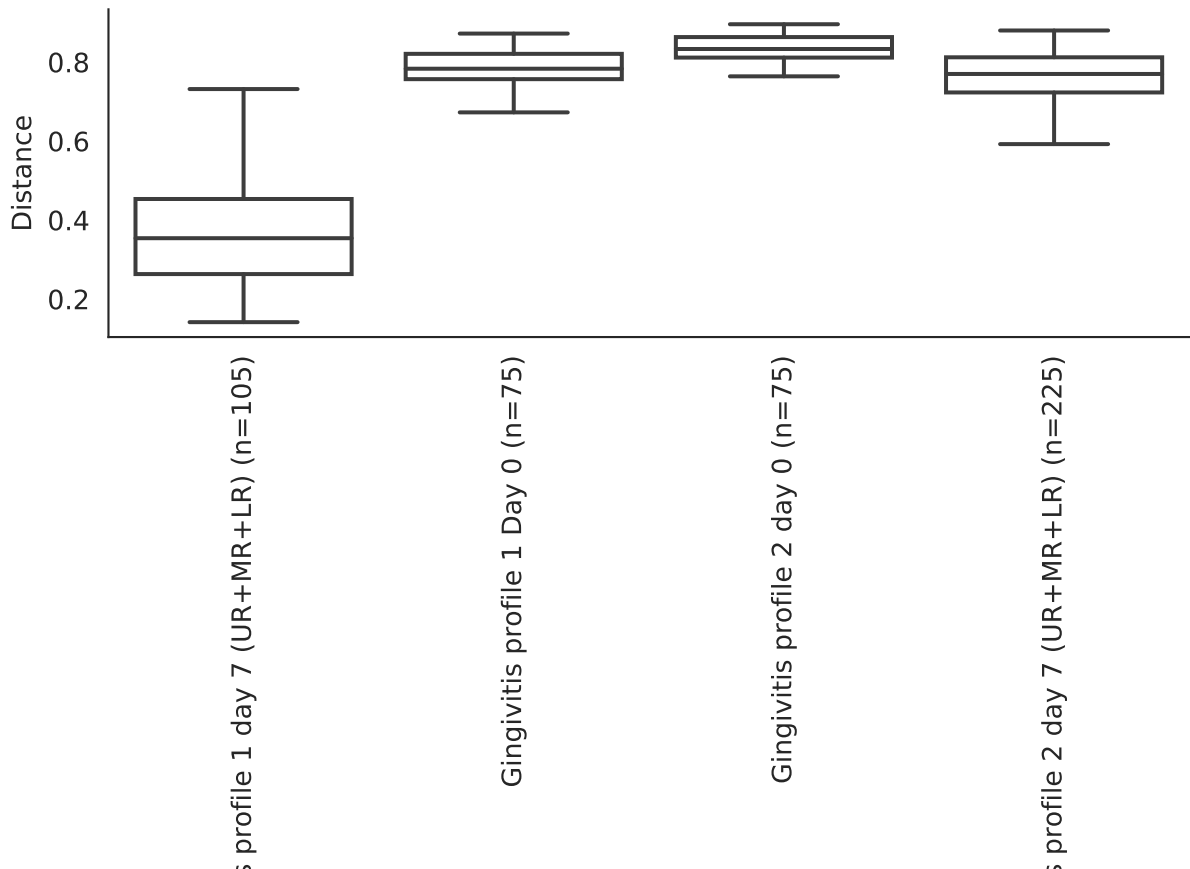 Distance
0.8
0.6
0.4
0.2
profile 1 day 7 (UR+MR+LR) (n=105)
Gingivitis profile 1 Day 0 (n=75)
Gingivitis profile 2 day 0 (n=75)
profile 2 day 7 (UR+MR+LR) (n=225)